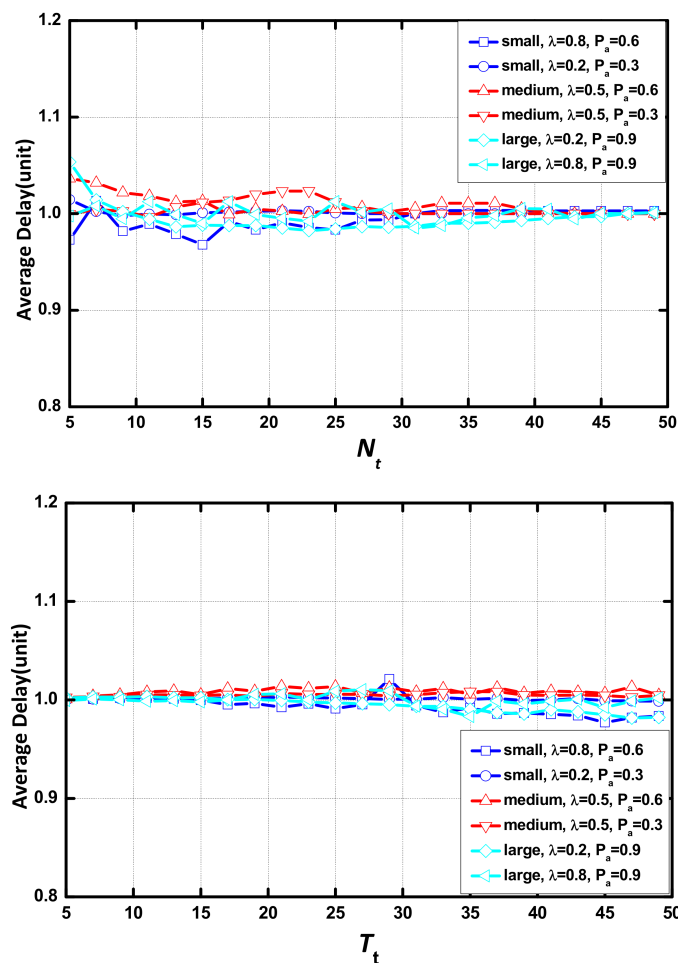 1.2
small, λ=0.8, Pa=0.6
small, λ=0.2, Pa=0.3
medium, λ=0.5, Pa=0.6
medium, λ=0.5, Pa=0.3
large, λ=0.2, Pa=0.9
large, λ=0.8, Pa=0.9
1.1
1.0
0.9
0.8
Average Delay(unit)
5 10 15 20 25 30 35 40 45 50
Nt
1.2
1.1
1.0
0.9
0.8
Average Delay(unit)
small, λ=0.8, Pa=0.6
small, λ=0.2, Pa=0.3
medium, λ=0.5, Pa=0.6
medium, λ=0.5, Pa=0.3
large, λ=0.2, Pa=0.9
large, λ=0.8, Pa=0.9
5 10 15 20 25 30 35 40 45 50
Tt